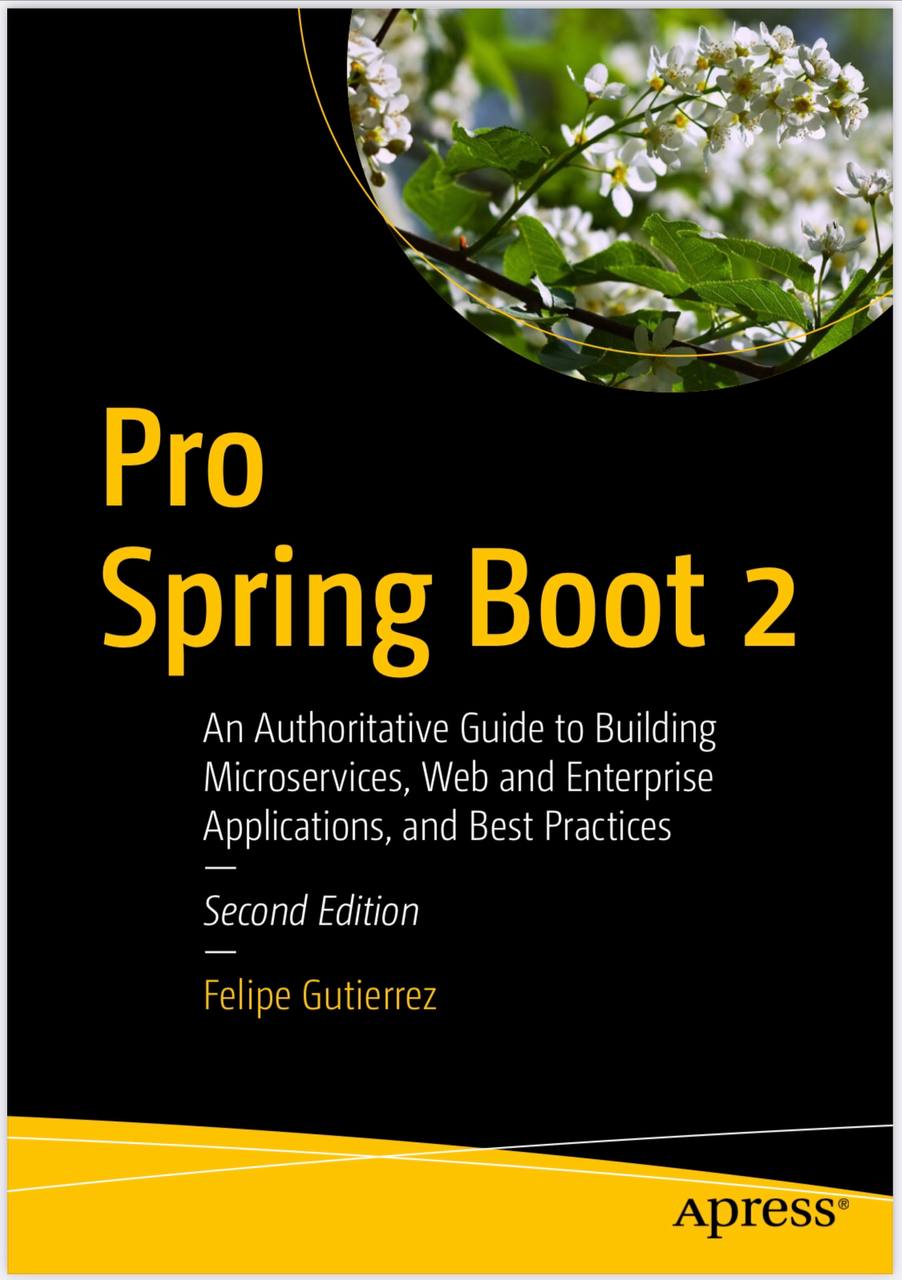 Pro
Spring Boot 2
An Authoritative Guide to Building
Microservices, Web and Enterprise
Applications, and Best Practices
—
Second Edition
—
Felipe Gutierrez
Apress®